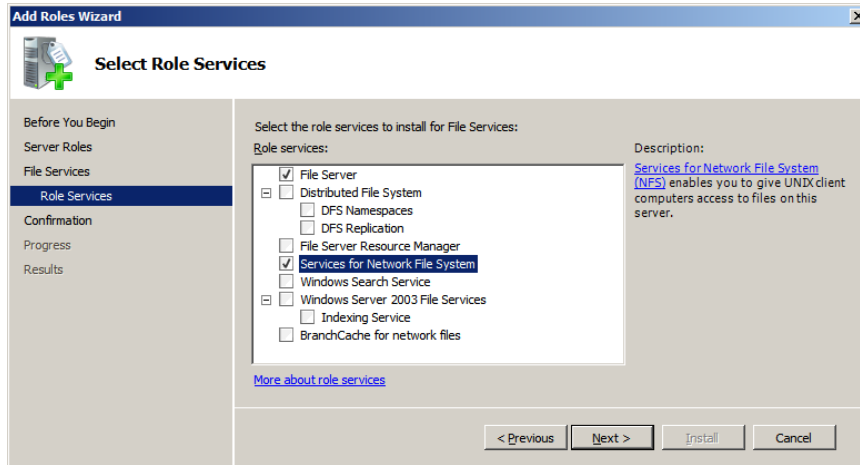 Add Roles Wizard
Select Role Services
Before You Begin
Server Roles
File Services
Role Services
Confirmation
Progress
Results
Select the role services to install for File Services:
Role services:
File Server
Distributed File System
DFS Namespaces
DFS Replication
File Server Resource Manager
Services for Network File System
Windows Search Service
Windows Server 2003 File Services
Indexing Service
BranchCache for network files
More about role services
Description:
Services for Network File System
(NFS) enables you to give UNIX client
computers access to files on this
server.
< Previous
Next >
Install
Cancel